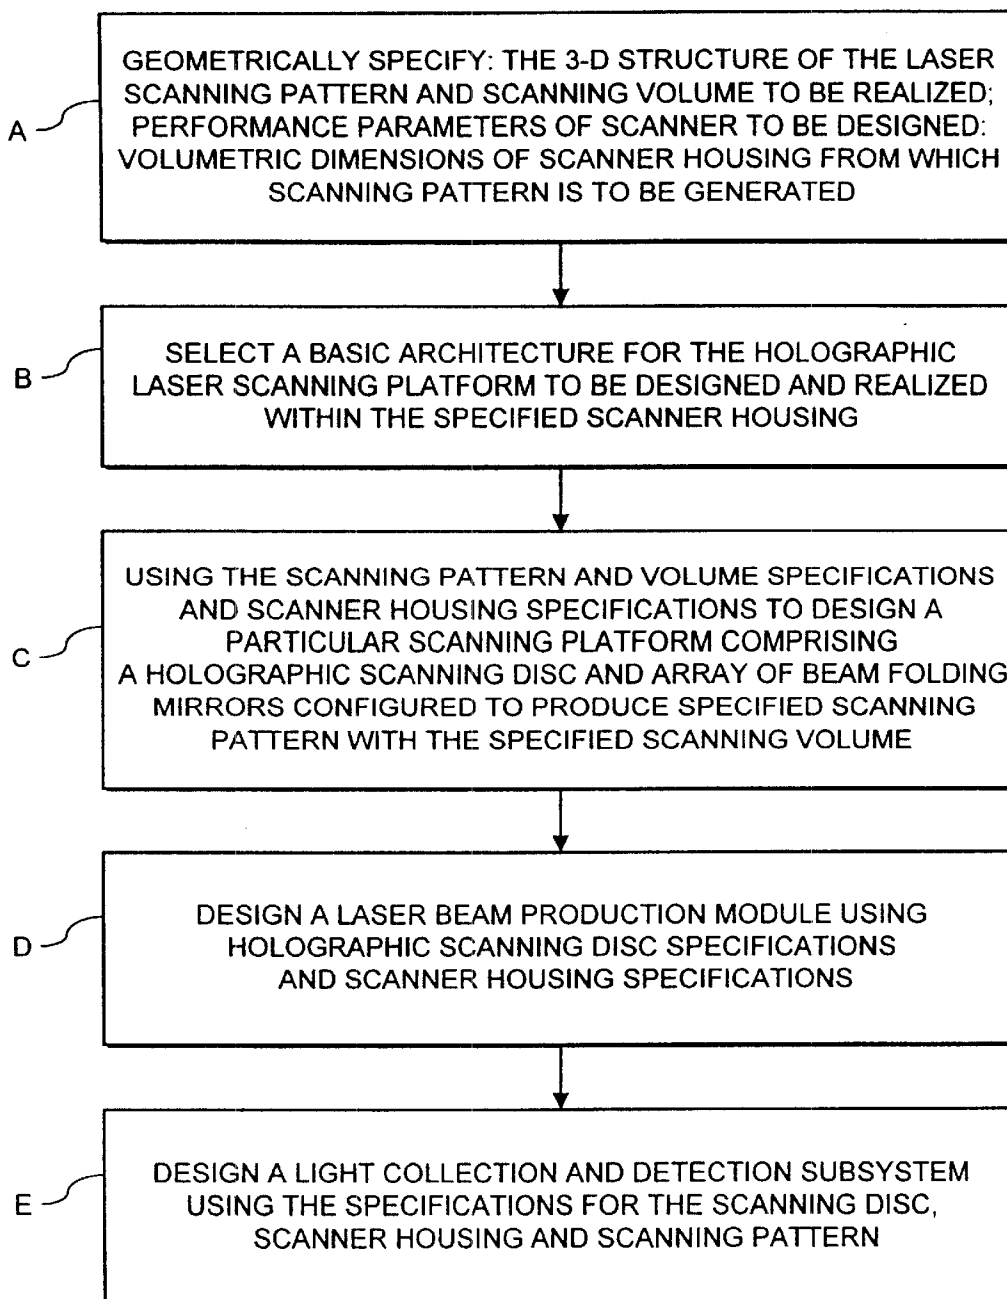 A
GEOMETRICALLY SPECIFY: THE 3-D STRUCTURE OF THE LASER
SCANNING PATTERN AND SCANNING VOLUME TO BE REALIZED;
PERFORMANCE PARAMETERS OF SCANNER TO BE DESIGNED:
VOLUMETRIC DIMENSIONS OF SCANNER HOUSING FROM WHICH
SCANNING PATTERN IS TO BE GENERATED
B
SELECT A BASIC ARCHITECTURE FOR THE HOLOGRAPHIC
LASER SCANNING PLATFORM TO BE DESIGNED AND REALIZED
WITHIN THE SPECIFIED SCANNER HOUSING
C
USING THE SCANNING PATTERN AND VOLUME SPECIFICATIONS
AND SCANNER HOUSING SPECIFICATIONS TO DESIGN A
PARTICULAR SCANNING PLATFORM COMPRISING
A HOLOGRAPHIC SCANNING DISC AND ARRAY OF BEAM FOLDING
MIRRORS CONFIGURED TO PRODUCE SPECIFIED SCANNING
PATTERN WITH THE SPECIFIED SCANNING VOLUME
D
DESIGN A LASER BEAM PRODUCTION MODULE USING
HOLOGRAPHIC SCANNING DISC SPECIFICATIONS
AND SCANNER HOUSING SPECIFICATIONS
E
DESIGN A LIGHT COLLECTION AND DETECTION SUBSYSTEM
USING THE SPECIFICATIONS FOR THE SCANNING DISC,
SCANNER HOUSING AND SCANNING PATTERN